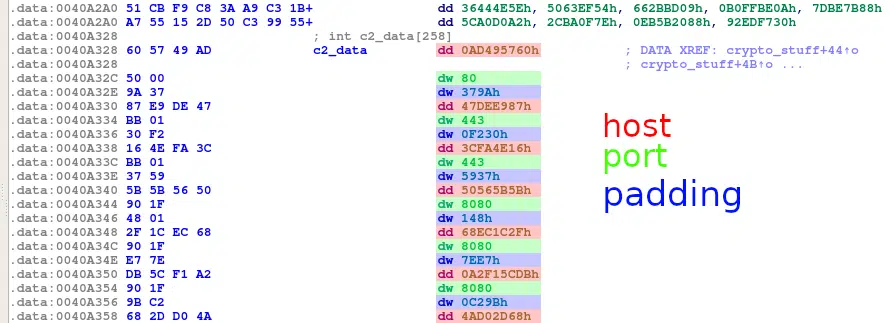 .data:0040A2A0 51 CB F9 C8 3A A9 C3 1B+ dd 36444E5Eh, 5063EF54h, 662BBD09h, 0B0FFBE0Ah, 7DBE7B88h
.data:0040A2A0 A7 55 15 2D 50 C3 99 55+ dd 5CA0D0A2h, 2CBA0F7Eh, 0EB5B2088h, 92EDF730h
.data:0040A328 ; int c2_data[258]
.data:0040A328 60 57 49 AD c2_data dd 0AD495760h ; DATA XREF: crypto_stuff+44↑o
.data:0040A328 ; crypto_stuff+4B↑o ...
.data:0040A32C 50 00 dw 80
.data:0040A32E 9A 37 dw 379Ah
.data:0040A330 87 E9 DE 47 dd 47DEE987h
.data:0040A334 BB 01 dw 443
.data:0040A336 30 F2 dw 0F230h
.data:0040A338 16 4E FA 3C dd 3CFA4E16h
.data:0040A33C BB 01 dw 443
.data:0040A33E 37 59 dw 5937h
.data:0040A340 5B 5B 56 50 dd 50565B5Bh
.data:0040A344 90 1F dw 8080
.data:0040A346 48 01 dw 148h
.data:0040A348 2F 1C EC 68 dd 68EC1C2Fh
.data:0040A34C 90 1F dw 8080
.data:0040A34E E7 7E dw 7EE7h
.data:0040A350 DB 5C F1 A2 dd 0A2F15CDBh
.data:0040A354 90 1F dw 8080
.data:0040A356 9B C2 dw 0C29Bh
.data:0040A358 68 2D D0 4A dd 4AD02D68h
host
port
padding